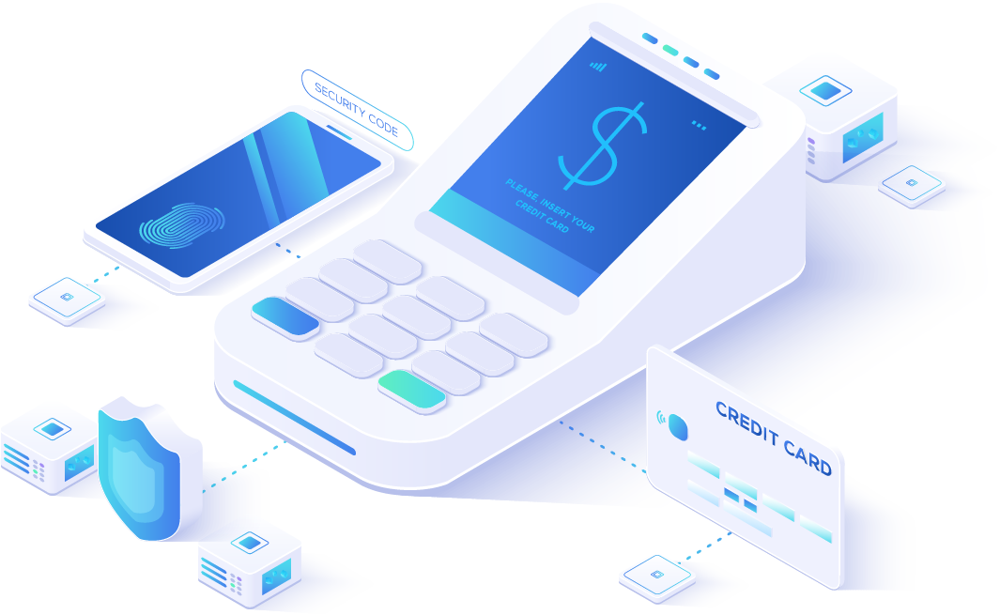 SECURITY CODE
$
PLEASE, INSERT YOUR
CREDIT CARD
CREDIT CARD